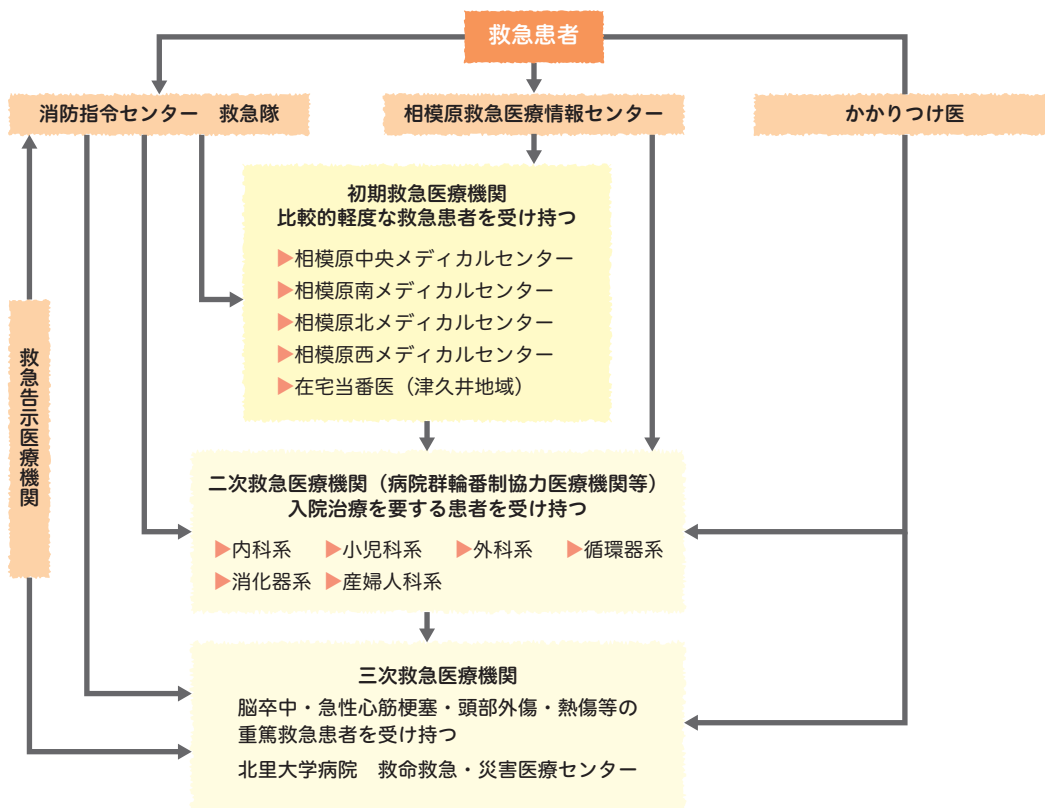 救急患者
消防指令センター　救急隊
相模原救急医療情報センター
かかりつけ医
初期救急医療機関
比較的軽度な救急患者を受け持つ
▶相模原中央メディカルセンター
▶相模原南メディカルセンター
▶相模原北メディカルセンター
▶相模原西メディカルセンター
▶在宅当番医（津久井地域）
救急告示医療機関
二次救急医療機関（病院群輪番制協力医療機関等）
入院治療を要する患者を受け持つ
▶内科系　▶小児科系　▶外科系　▶循環器系
▶消化器系　▶産婦人科系
三次救急医療機関
脳卒中・急性心筋梗塞・頭部外傷・熱傷等の
重篤救急患者を受け持つ
北里大学病院　救命救急・災害医療センター